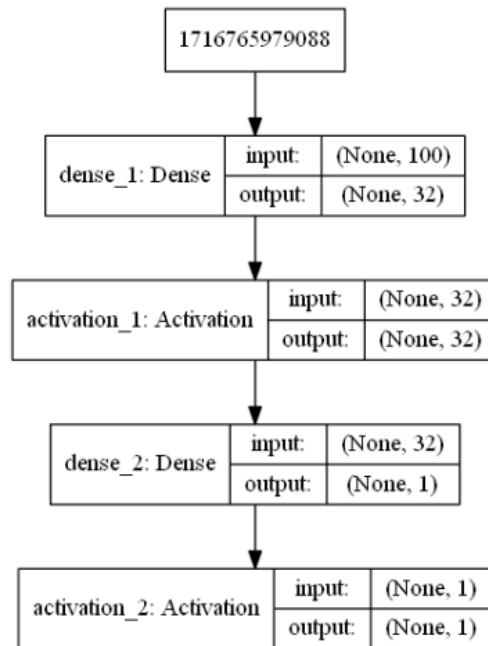 1716765979088
dense_1: Dense
input:
(None, 100)
output:
(None, 32)
activation_1: Activation
input:
(None, 32)
output:
(None, 32)
dense_2: Dense
input:
(None, 32)
output:
(None, 1)
activation_2: Activation
input:
(None, 1)
output:
(None, 1)